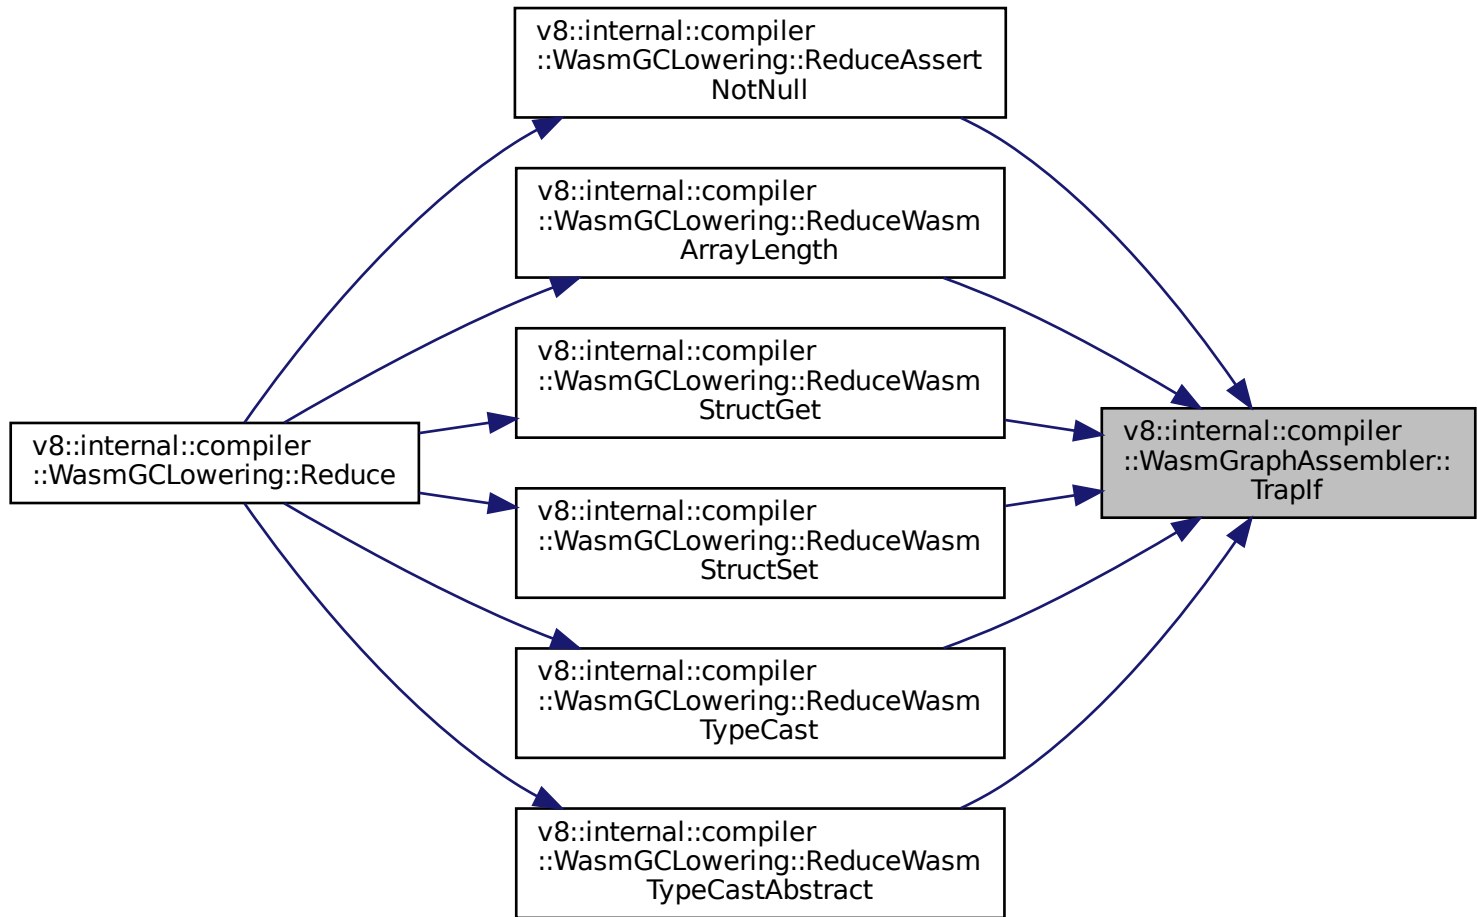 v8::internal::compiler
::WasmGCLowering::ReduceAssert
NotNull
v8::internal::compiler
::WasmGCLowering::ReduceWasm
ArrayLength
v8::internal::compiler
::WasmGCLowering::ReduceWasm
StructGet
v8::internal::compiler
::WasmGCLowering::Reduce
v8::internal::compiler
::WasmGraphAssembler::
TrapIf
v8::internal::compiler
::WasmGCLowering::ReduceWasm
StructSet
v8::internal::compiler
::WasmGCLowering::ReduceWasm
TypeCast
v8::internal::compiler
::WasmGCLowering::ReduceWasm
TypeCastAbstract